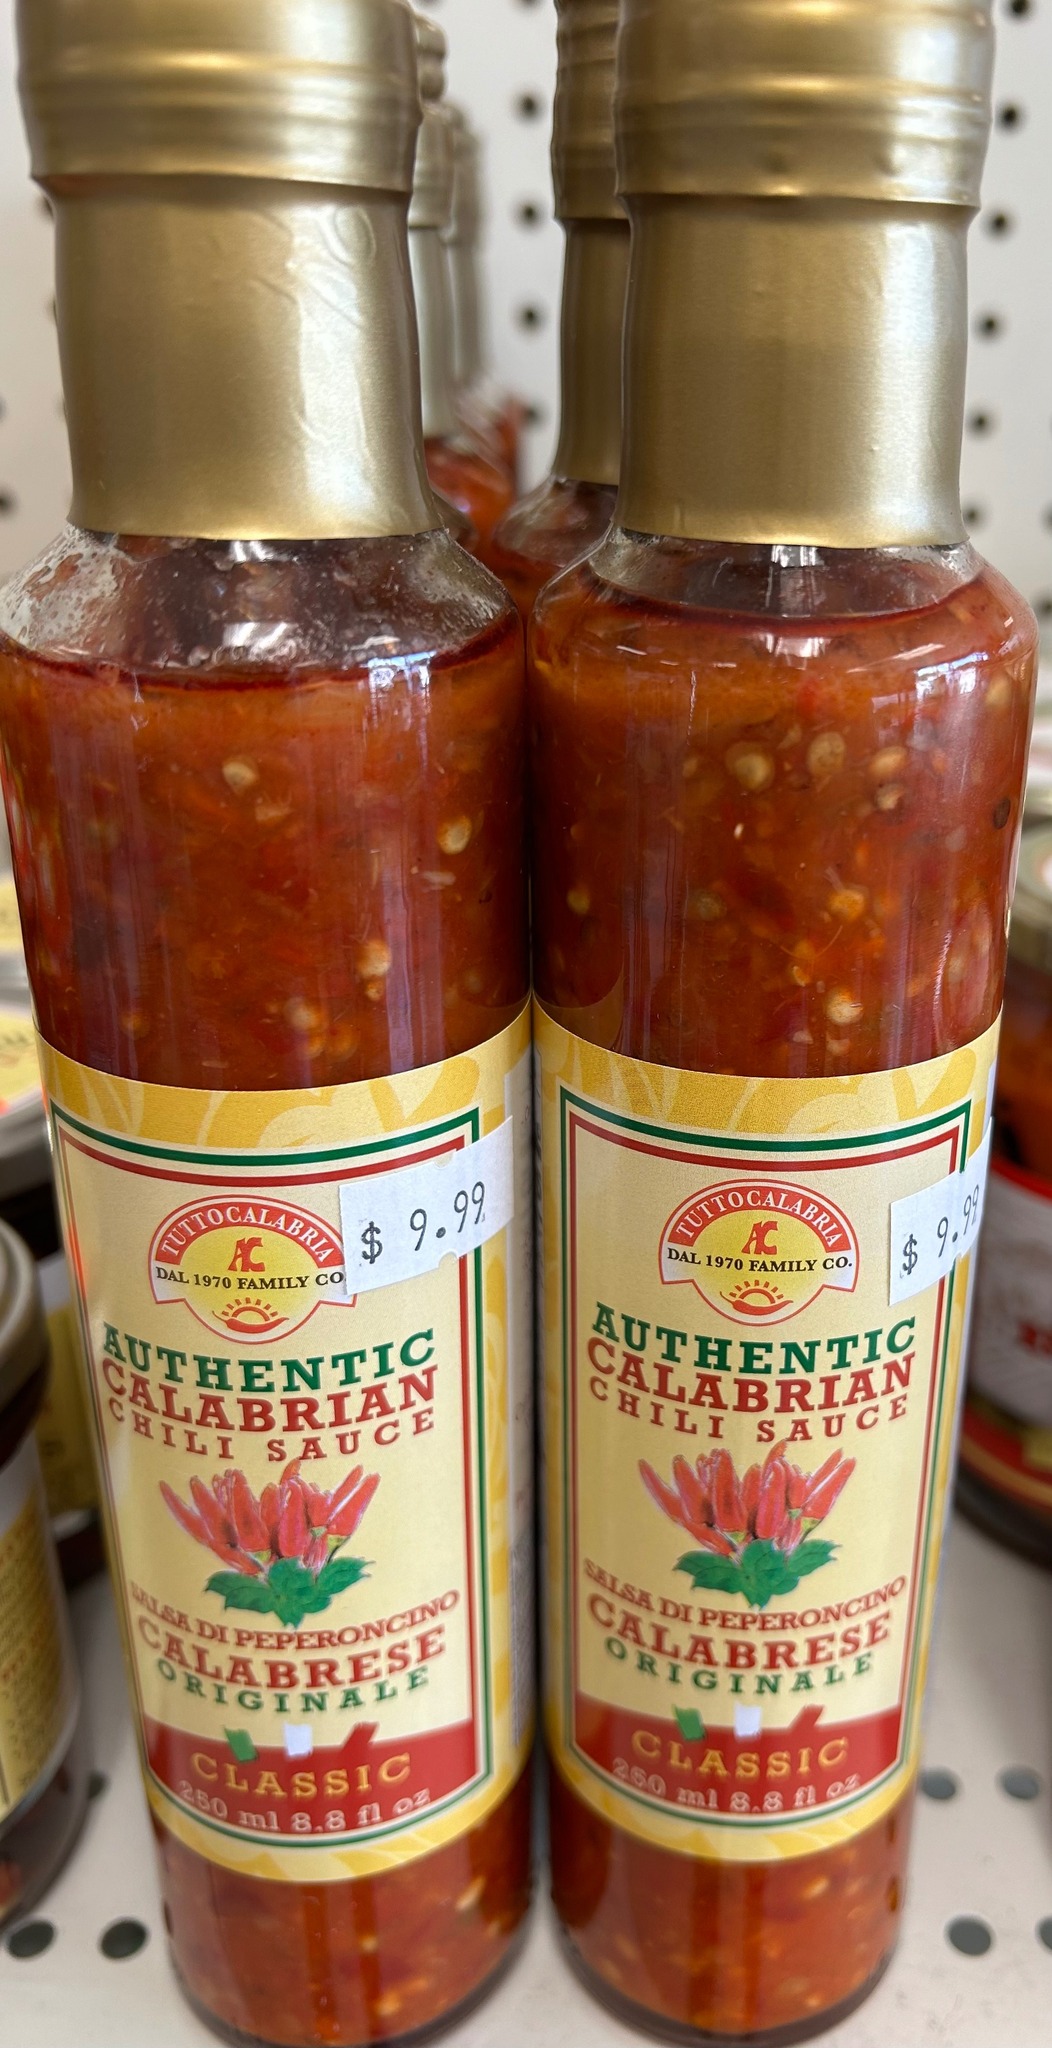 TUTTOCALABRIA
AC
DAL 1970 FAMILY CO.
$ 9.99
AUTHENTIC
CALABRIAN
CHILI SAUCE
SALSA DI PEPERONCINO
CALABRESE
ORIGINALE
CLASSIC
250 ml 8.8 fl oz
TUTTOCALABRIA
AC
DAL 1970 FAMILY CO.
$ 9.99
AUTHENTIC
CALABRIAN
CHILI SAUCE
SALSA DI PEPERONCINO
CALABRESE
ORIGINALE
CLASSIC
250 ml 8.8 fl oz